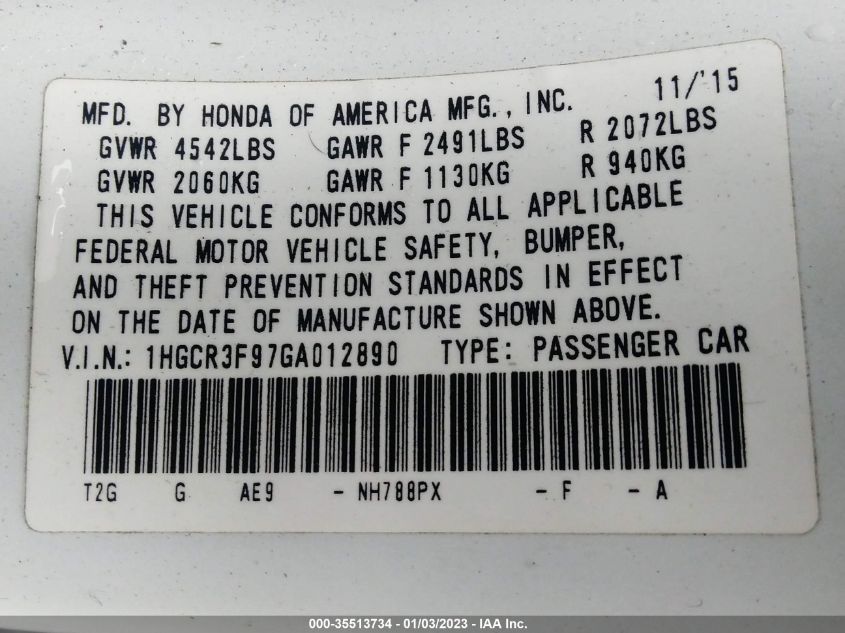 MFD. BY HONDA OF AMERICA MFG., INC. 11/'15
GVWR 4542LBS GAWR F 2491LBS R 2072LBS
GVWR 2060KG GAWR F 1130KG R 940KG
THIS VEHICLE CONFORMS TO ALL APPLICABLE
FEDERAL MOTOR VEHICLE SAFETY, BUMPER,
AND THEFT PREVENTION STANDARDS IN EFFECT
ON THE DATE OF MANUFACTURE SHOWN ABOVE.
V.I.N.: 1HGCR3F97GA012890 TYPE: PASSENGER CAR
T2G G AE9 - NH788PX - F - A
000-35513734 - 01/03/2023 - IAA Inc.